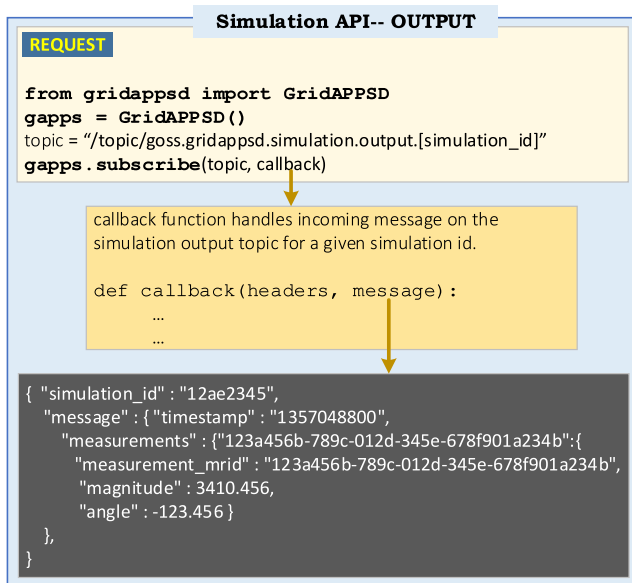 Simulation API-- OUTPUT
REQUEST
from gridappsd import GridAPPSD
gapps = GridAPPSD()
topic = “/topic/goss.gridappsd.simulation.output.[simulation_id]”
gapps.subscribe(topic, callback)
callback function handles incoming message on the
simulation output topic for a given simulation id.
def callback(headers, message):
…
…
{ "simulation_id" : "12ae2345",
"message" : { "timestamp" : "1357048800",
"measurements" : {"123a456b-789c-012d-345e-678f901a234b":{
"measurement_mrid" : "123a456b-789c-012d-345e-678f901a234b",
"magnitude" : 3410.456,
"angle" : -123.456 }
},
}